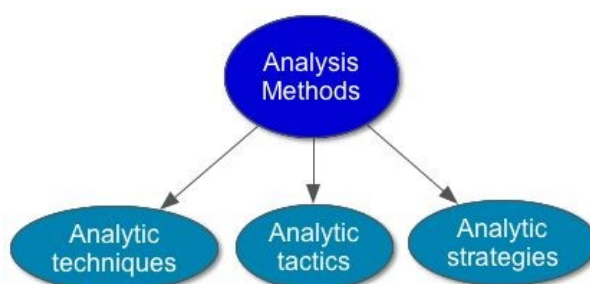 Analysis
Methods
Analytic
techniques
Analytic
tactics
Analytic
strategies